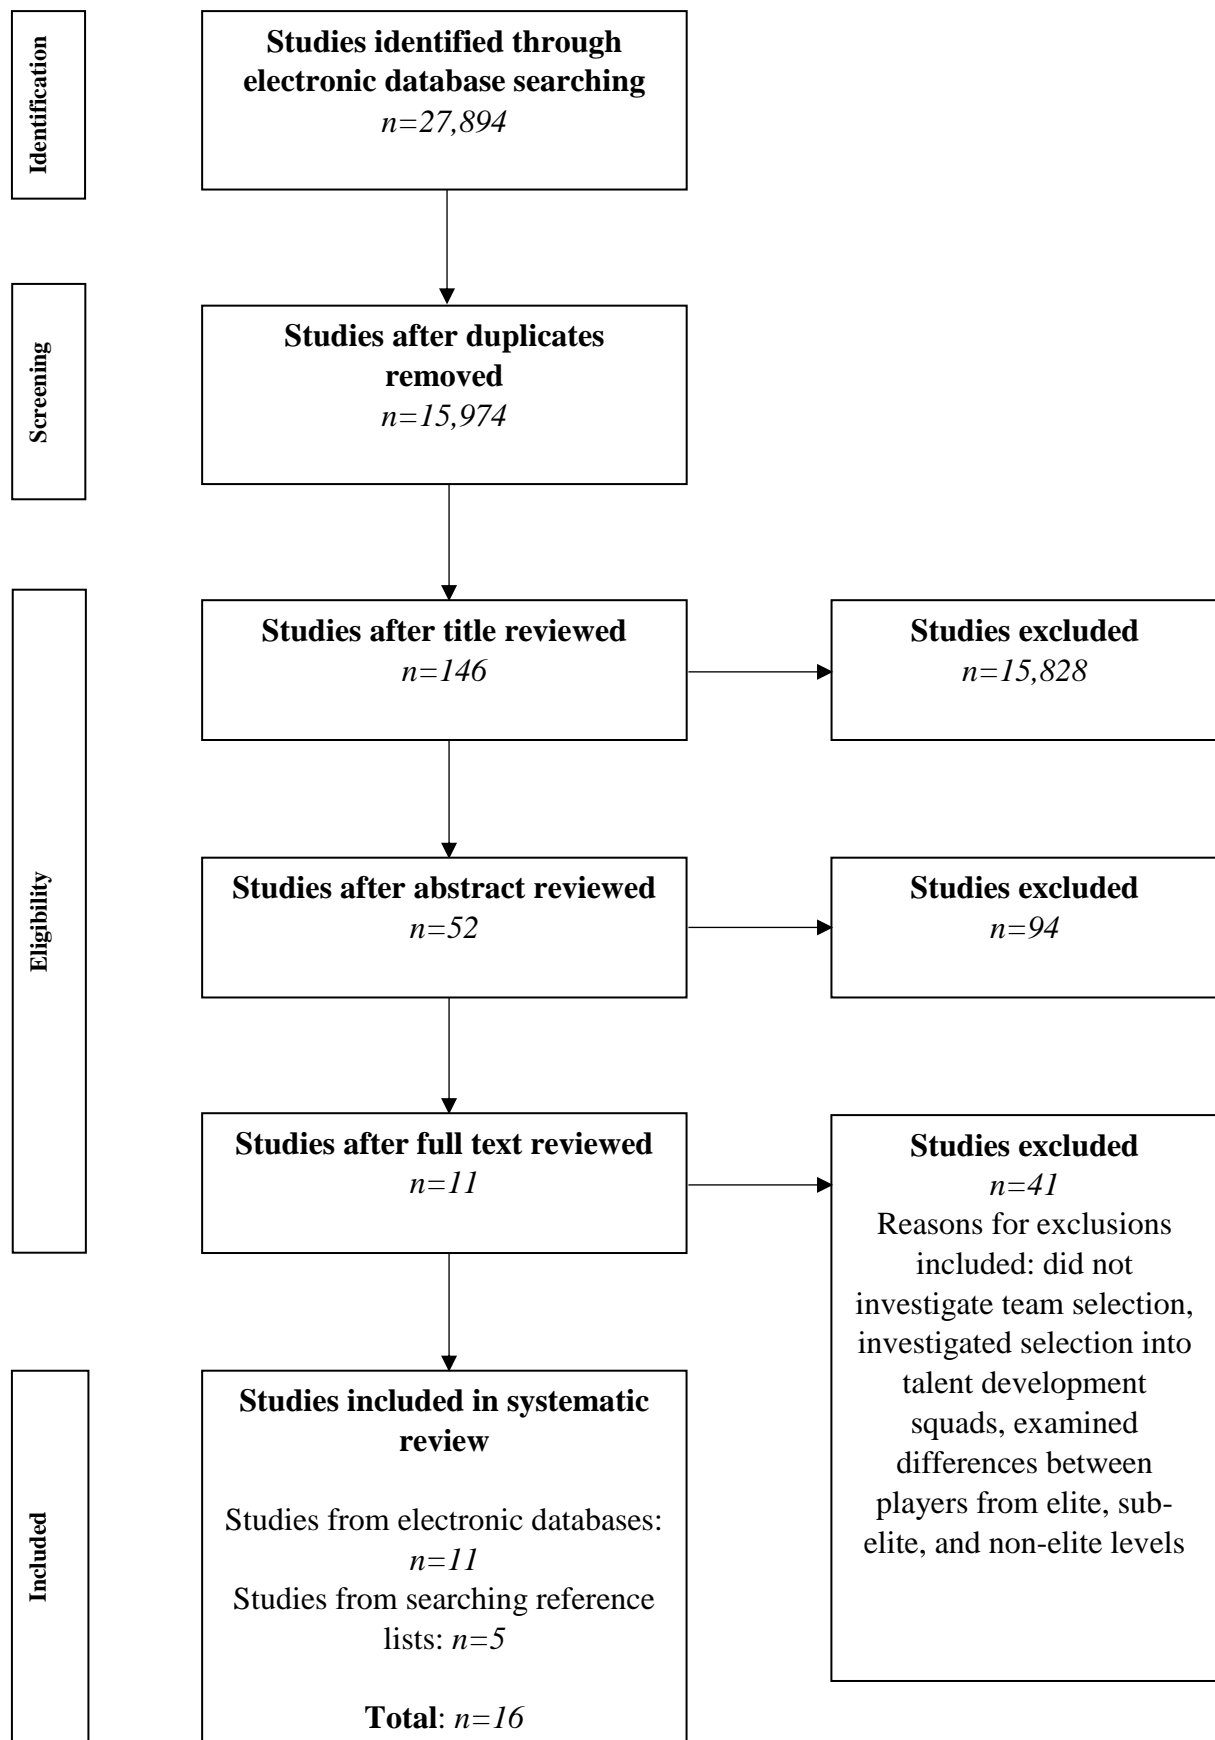 Identification
Studies identified through
electronic database searching
n=27,894
Screening
Studies after duplicates
removed
n=15,974
Eligibility
Studies after title reviewed
n=146
Studies excluded
n=15,828
Studies after abstract reviewed
n=52
Studies excluded
n=94
Studies after full text reviewed
n=11
Studies excluded
n=41
Reasons for exclusions
included: did not
investigate team selection,
investigated selection into
talent development
squads, examined
differences between
players from elite, sub-
elite, and non-elite levels
Included
Studies included in systematic
review
Studies from electronic databases:
n=11
Studies from searching reference
lists: n=5
Total: n=16